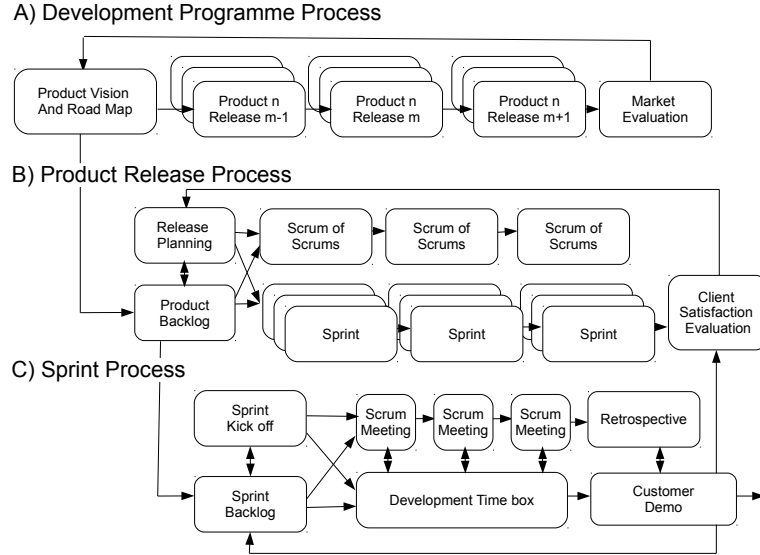 A) Development Programme Process
Product Vision
And Road Map
Product n
Release m-1
Product n
Release m
Product n
Release m+1
Market
Evaluation
B) Product Release Process
Release
Planning
Scrum of
Scrums
Scrum of
Scrums
Scrum of
Scrums
Product
Backlog
Sprint
Sprint
Sprint
Client
Satisfaction
Evaluation
C) Sprint Process
Sprint
Kick off
Scrum
Meeting
Scrum
Meeting
Scrum
Meeting
Retrospective
Sprint
Backlog
Development Time box
Customer
Demo